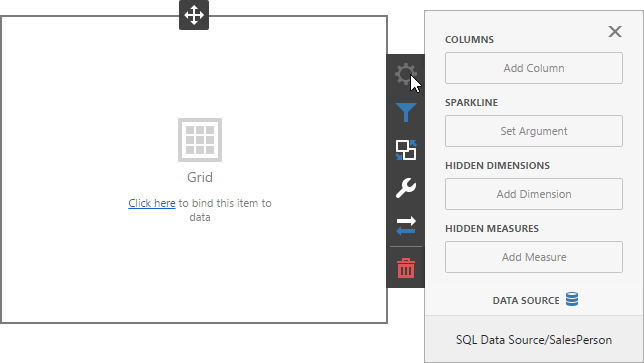 Grid
Click here to bind this item to
data
COLUMNS
Add Column
SPARKLINE
Set Argument
HIDDEN DIMENSIONS
Add Dimension
HIDDEN MEASURES
Add Measure
DATA SOURCE
SQL Data Source/SalesPerson